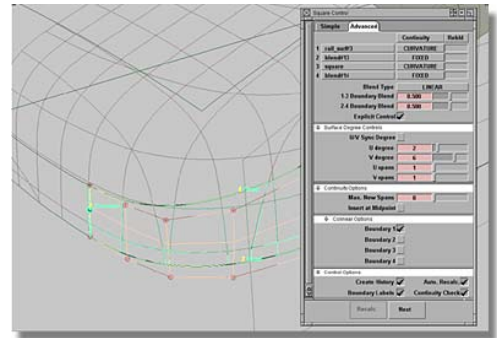 Square Control
Simple Advanced
Continuity Rebld
1 rail_surf#3 CURVATURE
2 blend#13 FIXED
3 square CURVATURE
4 blend#14 FIXED
Blend Type LINEAR
1-3 Boundary Blend 0.500
2-4 Boundary Blend 0.500
Explicit Control
Surface Degree Controls
U/V Sync Degree
U degree 2
V degree 6
U spans 1
V spans 1
Continuity Options
Max. New Spans 0
Insert at Midpoint
Colinear Options
Boundary 1
Boundary 2
Boundary 3
Boundary 4
Control Options
Create History Auto. Recalc.
Boundary Labels Continuity Check
Recalc Next